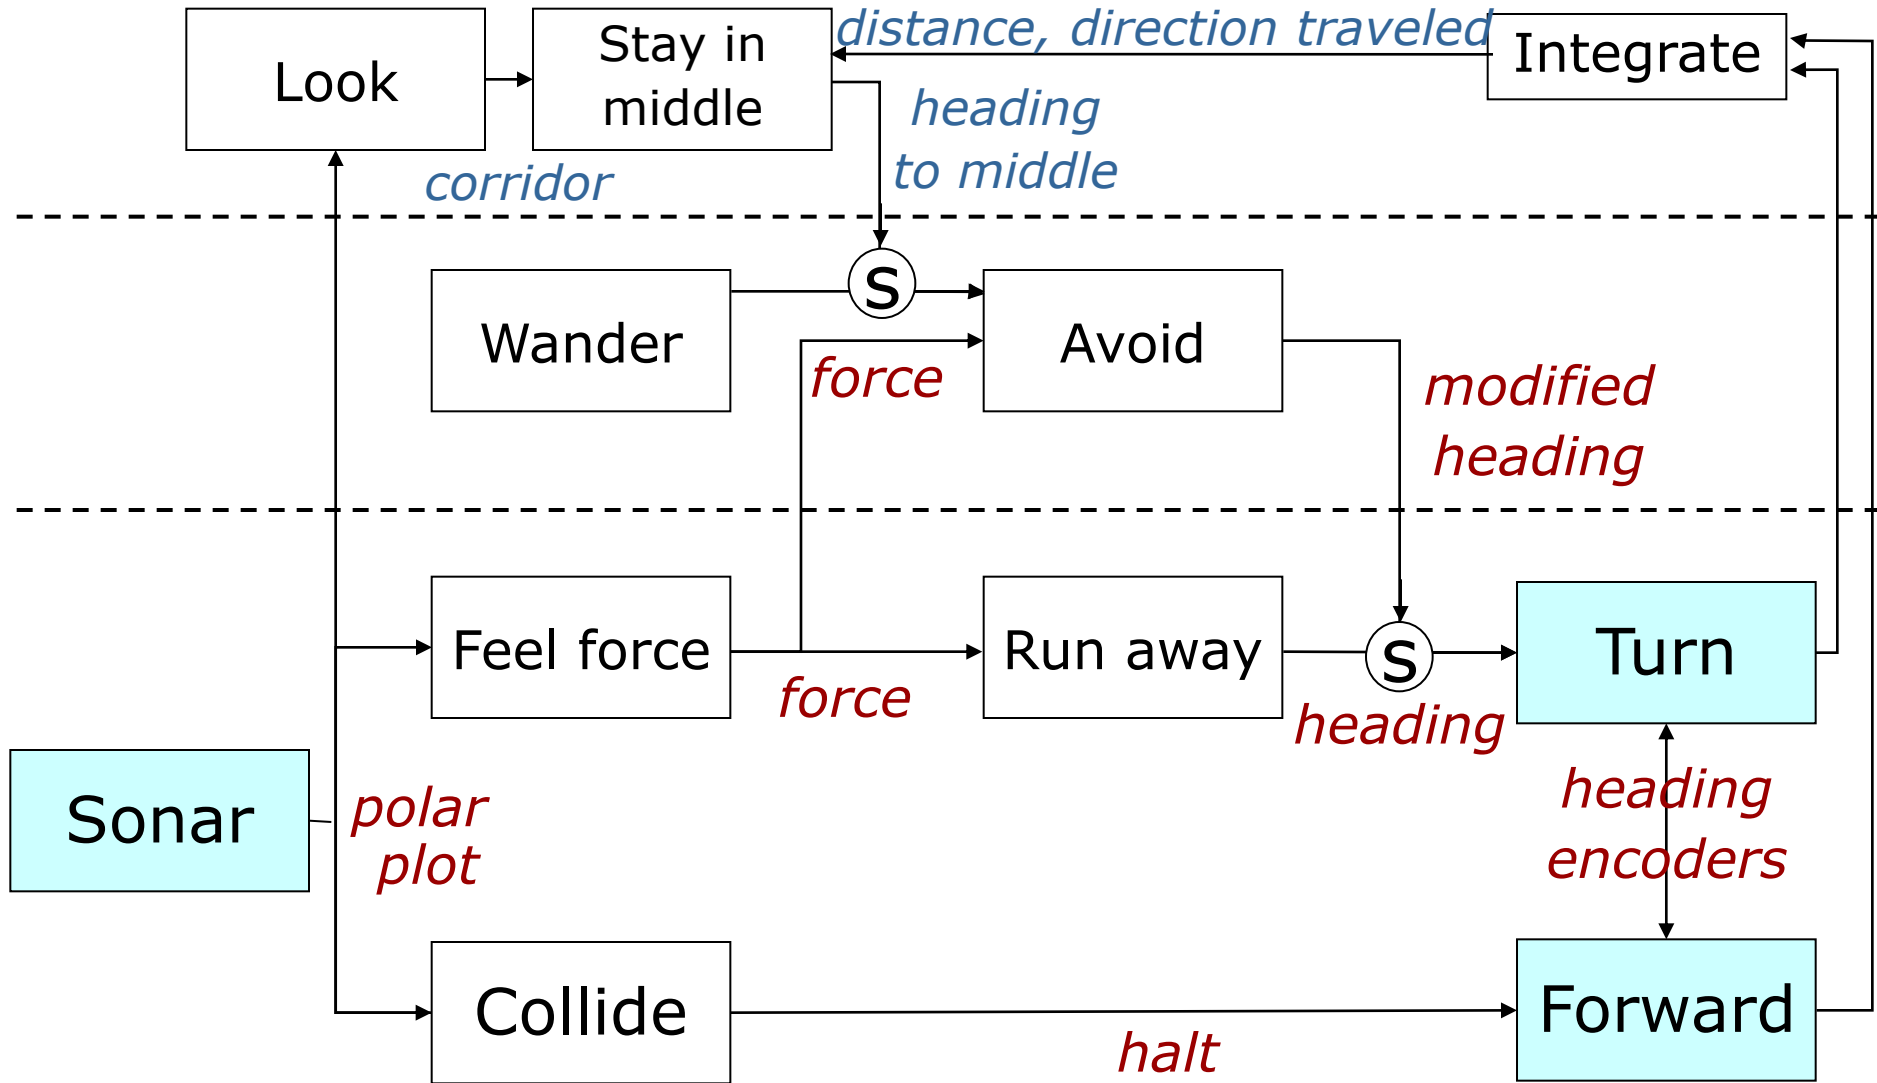 Look
Stay in
middle
distance, direction traveled
Integrate
heading
to middle
corridor
S
Wander
Avoid
force
modified
heading
Feel force
Run away
S
Turn
force
heading
Sonar
polar
plot
heading
encoders
Collide
Forward
halt